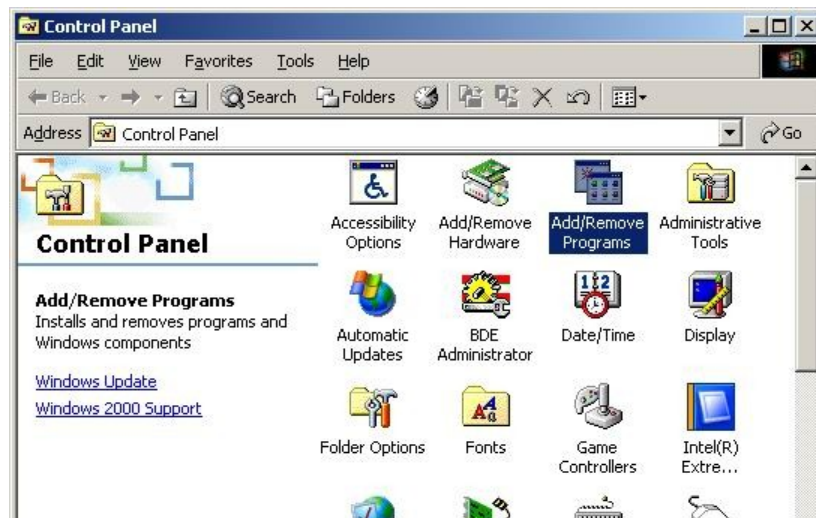 Control Panel
File Edit View Favorites Tools Help
Back Search Folders
Address Control Panel Go
Control Panel
Add/Remove Programs
Installs and removes programs and
Windows components
Windows Update
Windows 2000 Support
Accessibility
Options
Add/Remove
Hardware
Add/Remove
Programs
Administrative
Tools
Automatic
Updates
BDE
Administrator
Date/Time
Display
Folder Options
Fonts
Game
Controllers
Intel(R)
Extre...